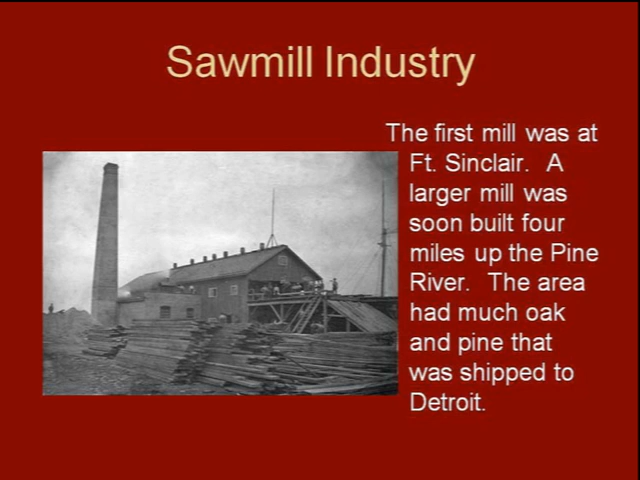 Sawmill Industry
The first mill was at
Ft. Sinclair. A
larger mill was
soon built four
miles up the Pine
River. The area
had much oak
and pine that
was shipped to
Detroit.